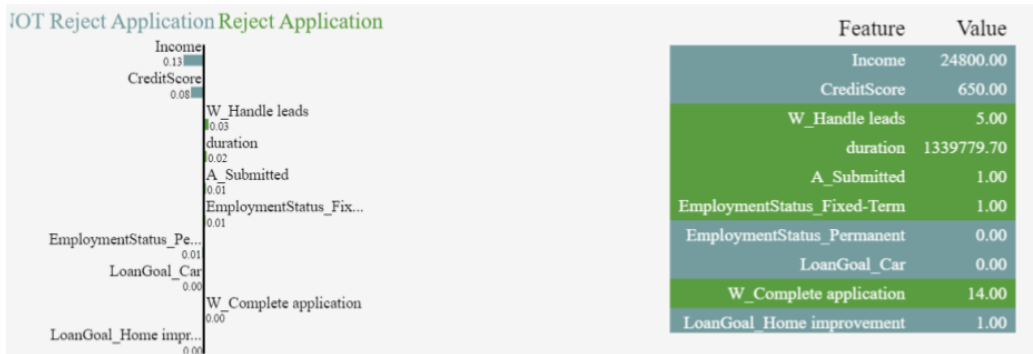 NOT Reject Application Reject Application
Income
0.13
CreditScore
0.08
W_Handle leads
0.03
duration
0.02
A_Submitted
0.01
EmploymentStatus_Fix...
0.01
EmploymentStatus_Pe...
0.01
LoanGoal_Car
0.00
W_Complete application
0.00
LoanGoal_Home impr...
0.00
Feature Value
Income 24800.00
CreditScore 650.00
W_Handle leads 5.00
duration 1339779.70
A_Submitted 1.00
EmploymentStatus_Fixed-Term 1.00
EmploymentStatus_Permanent 0.00
LoanGoal_Car 0.00
W_Complete application 14.00
LoanGoal_Home improvement 1.00